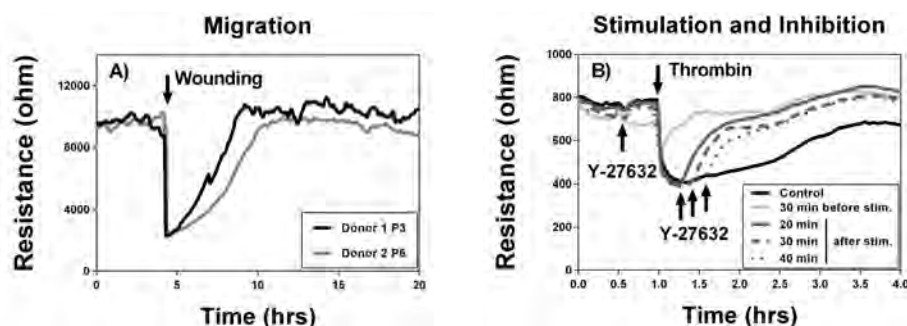 Migration
A)
Wounding
Resistance (ohm)
12000
8000
4000
0
Donor 1 P3
Donor 2 P6
0
5
10
15
20
Time (hrs)
Stimulation and Inhibition
B)
Thrombin
Resistance (ohm)
1000
800
600
400
200
0
Y-27632
Y-27632
Control
30 min before stim.
20 min
30 min after stim.
40 min
0.0 0.5 1.0 1.5 2.0 2.5 3.0 3.5 4.0
Time (hrs)